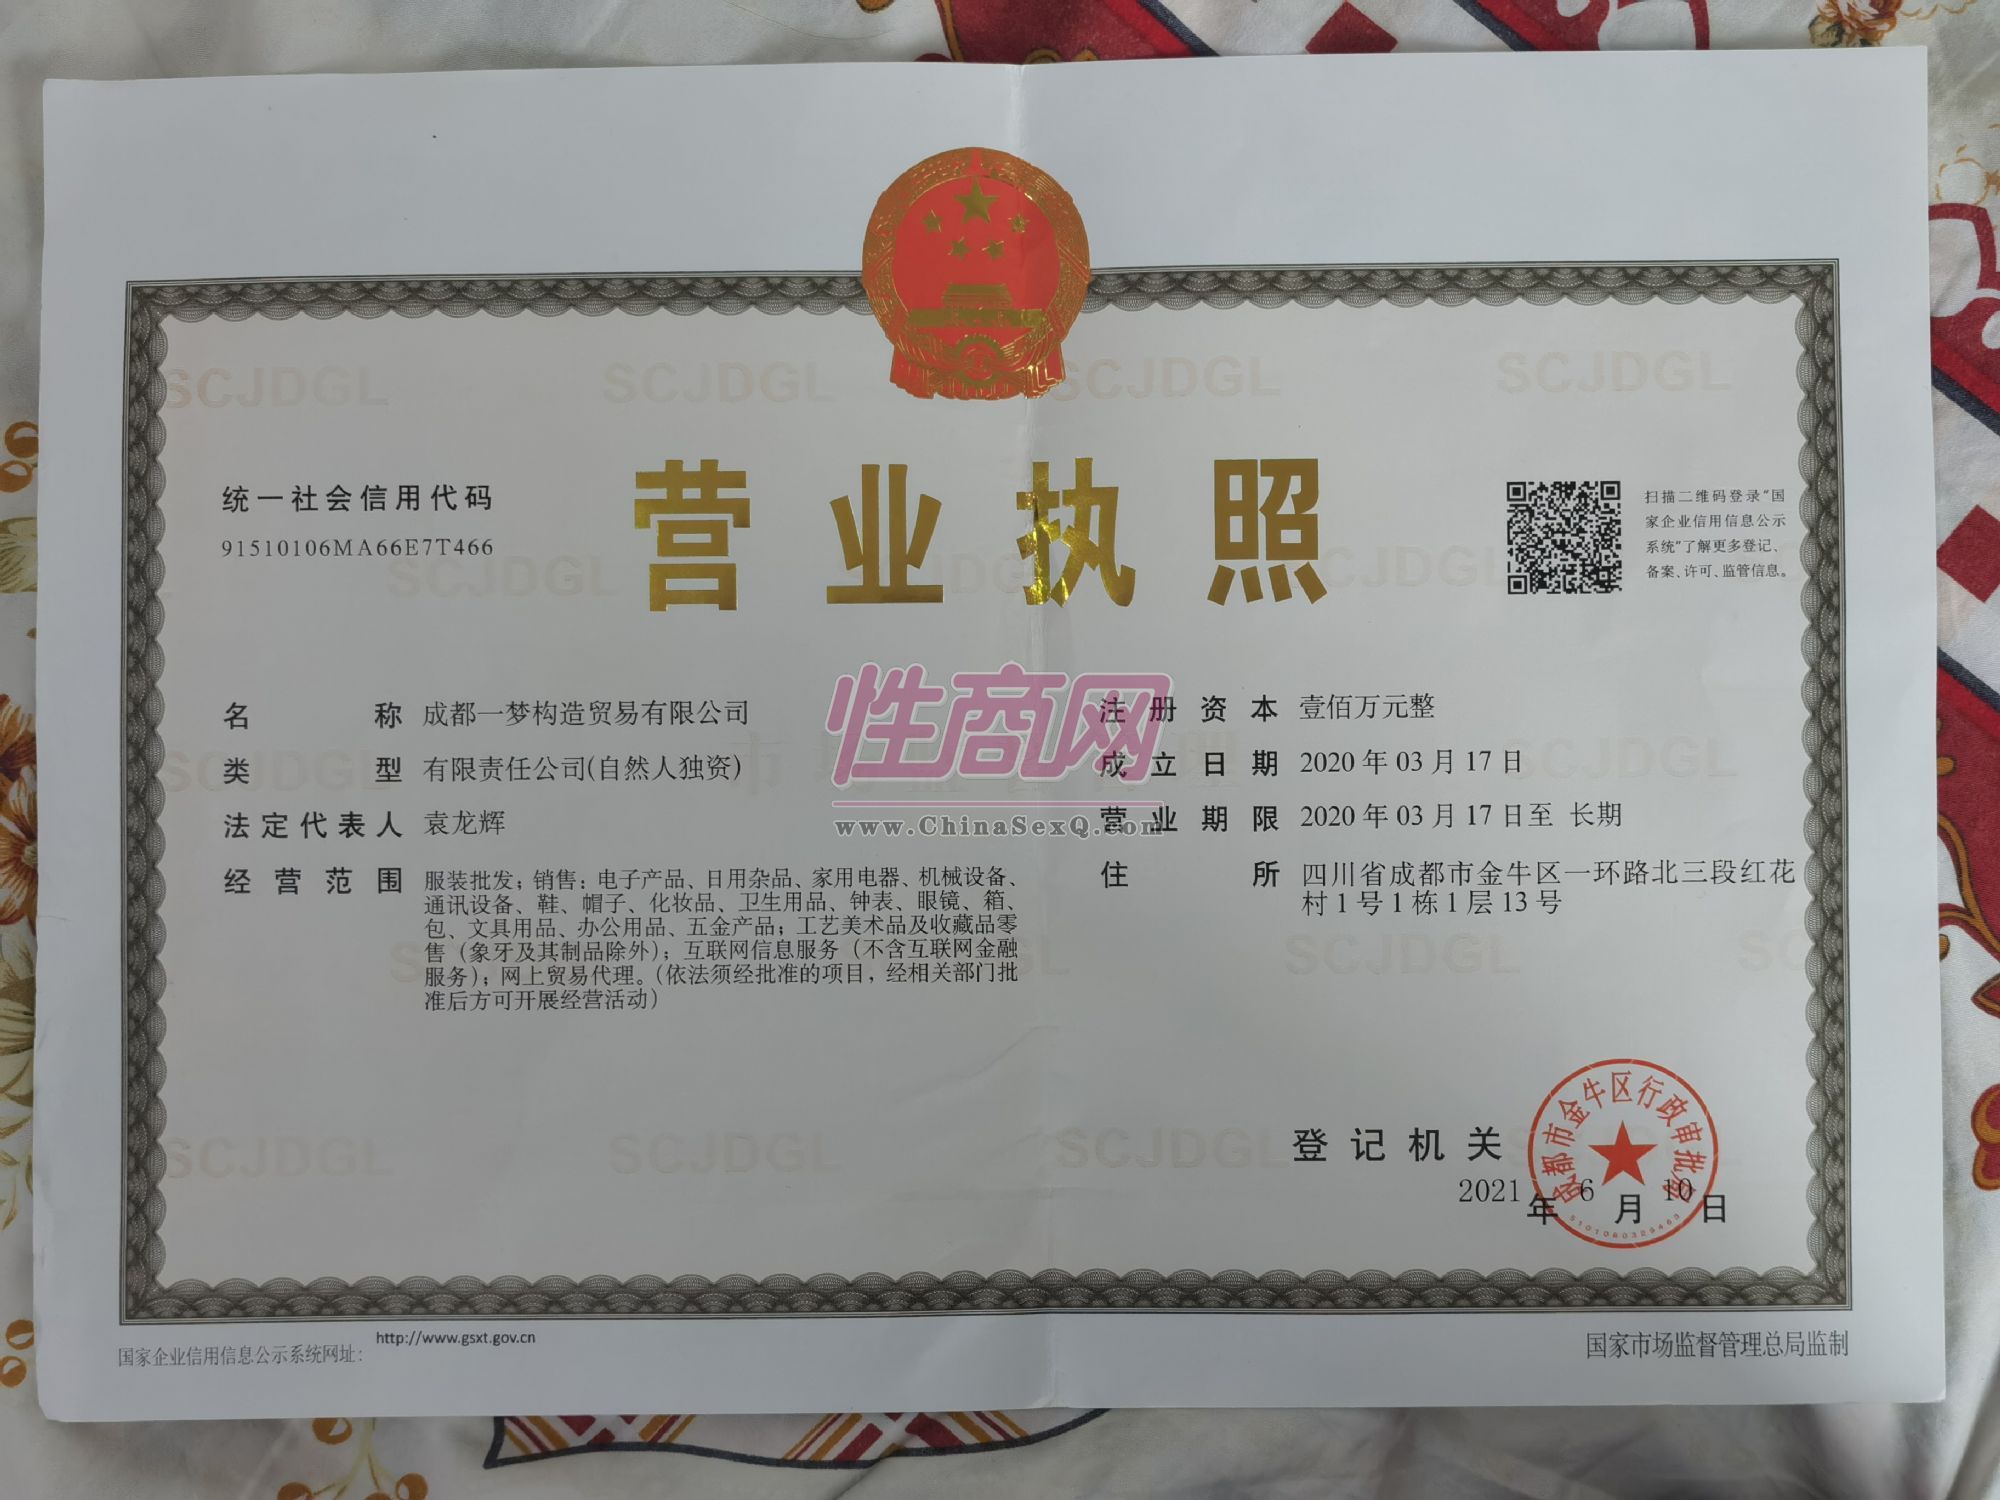 统一社会信用代码
91510106MA66E7T466
营业执照
扫描二维码登录“国
家企业信用信息公示
系统”了解更多登记、
备案、许可、监管信息。
名称 成都一梦构造贸易有限公司
类型 有限责任公司(自然人独资)
法定代表人 袁龙辉
经营范围 服装批发；销售：电子产品、日用杂品、家用电器、机械设备、
通讯设备、鞋、帽子、化妆品、卫生用品、钟表、眼镜、箱、
包、文具用品、办公用品、五金产品；工艺美术品及收藏品零
售（象牙及其制品除外）；互联网信息服务（不含互联网金融
服务）；网上贸易代理。（依法须经批准的项目，经相关部门批
准后方可开展经营活动）
注册资本 壹佰万元整
成立日期 2020年03月17日
营业期限 2020年03月17日至 长期
住所 四川省成都市金牛区一环路北三段红花
村1号1栋1层13号
性商网
www.ChinaSexQ.com
登记机关
成都市金牛区行政审批局
2021年6月10日
国家企业信用信息公示系统网址：
http://www.gsxt.gov.cn
国家市场监督管理总局监制
SCJDGL